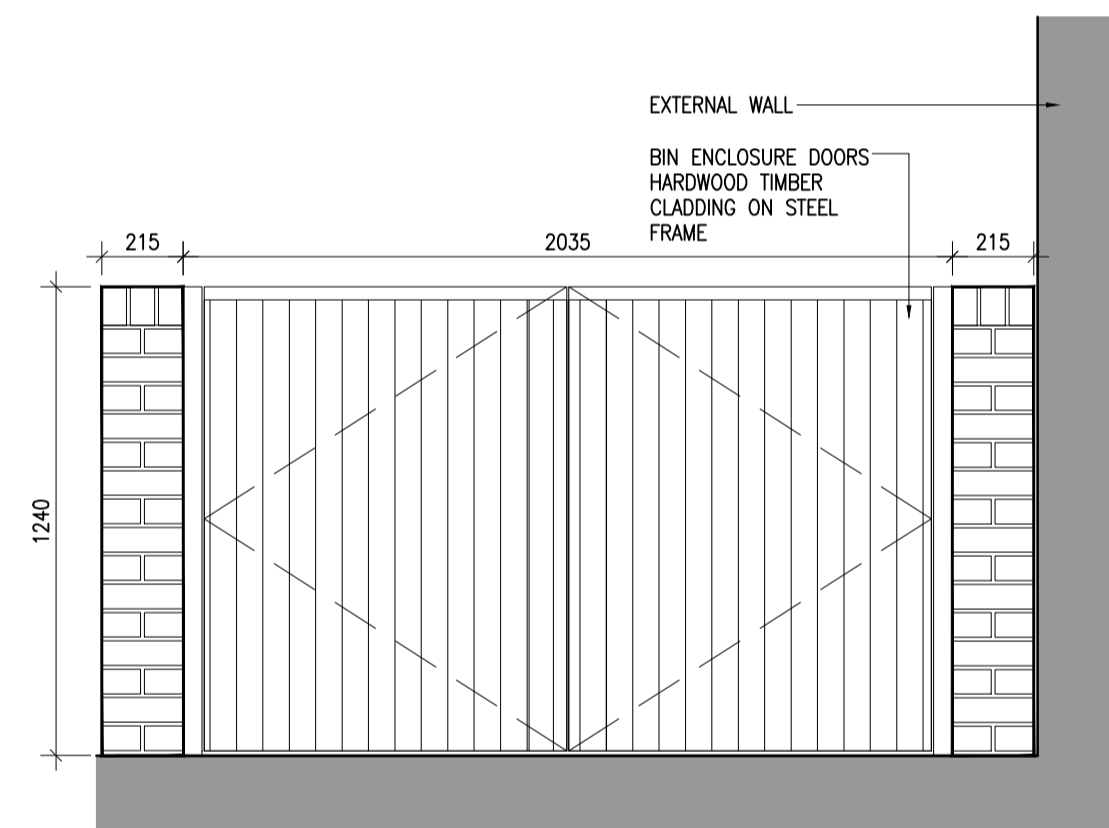 EXTERNAL WALL
BIN ENCLOSURE DOORS
HARDWOOD TIMBER
CLADDING ON STEEL
FRAME
215
2035
215
1240